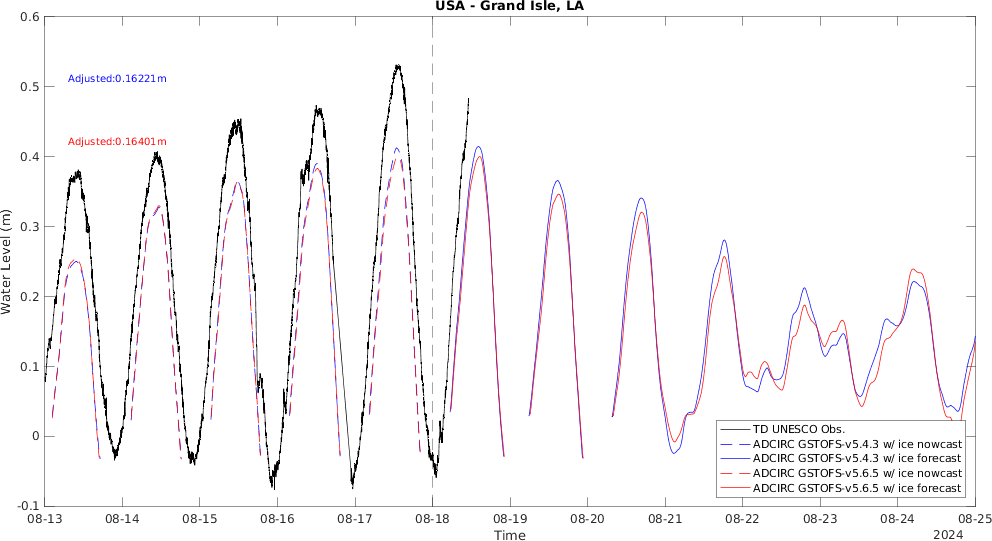 USA - Grand Isle, LA
0.6
0.5
0.4
0.3
0.2
0.1
0
-0.1
Water Level (m)
Adjusted:0.16221m
Adjusted:0.16401m
TD UNESCO Obs.
ADCIRC GSTOFS-v5.4.3 w/ ice nowcast
ADCIRC GSTOFS-v5.4.3 w/ ice forecast
ADCIRC GSTOFS-v5.6.5 w/ ice nowcast
ADCIRC GSTOFS-v5.6.5 w/ ice forecast
08-13 08-14 08-15 08-16 08-17 08-18 08-19 08-20 08-21 08-22 08-23 08-24 08-25
Time
2024